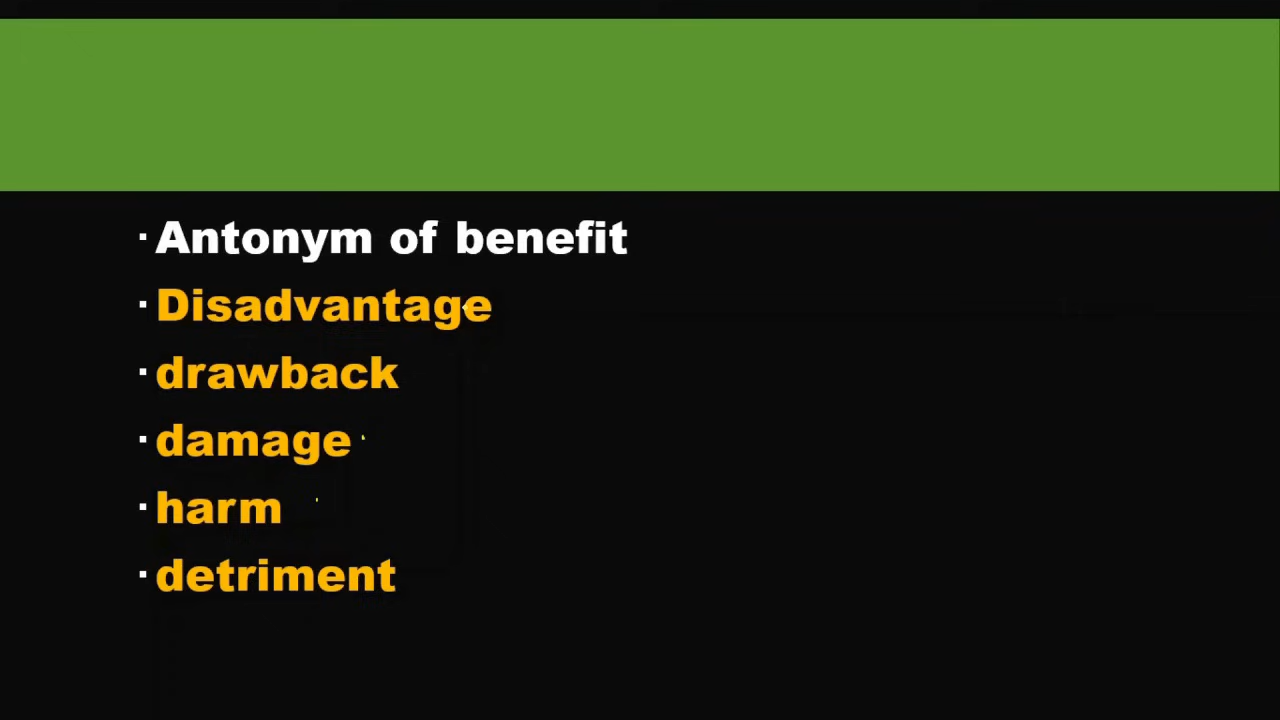 Antonym of benefit
Disadvantage
drawback
damage
harm
detriment